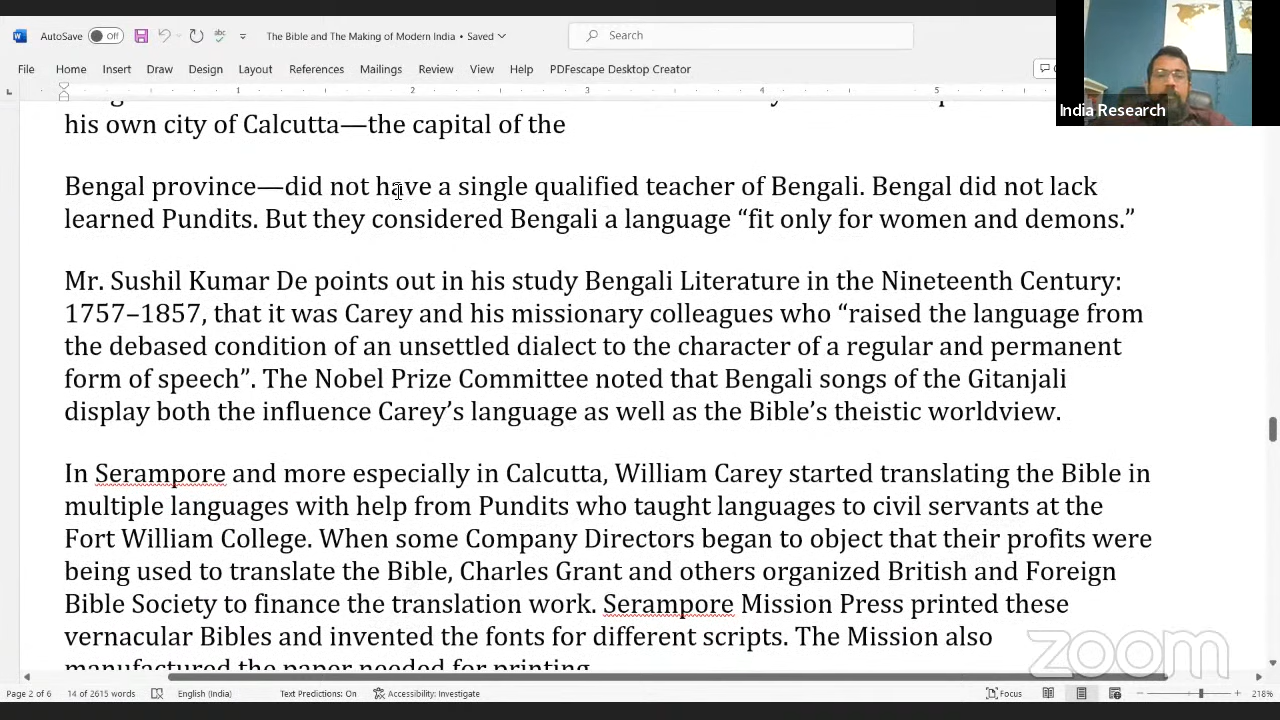 AutoSave Off The Bible and The Making of Modern India • Saved Search
File Home Insert Draw Design Layout References Mailings Review View Help PDFescape Desktop Creator
India Research
1 2 3 4 5
his own city of Calcutta—the capital of the
Bengal province—did not have a single qualified teacher of Bengali. Bengal did not lack
learned Pundits. But they considered Bengali a language “fit only for women and demons.”
Mr. Sushil Kumar De points out in his study Bengali Literature in the Nineteenth Century:
1757–1857, that it was Carey and his missionary colleagues who “raised the language from
the debased condition of an unsettled dialect to the character of a regular and permanent
form of speech”. The Nobel Prize Committee noted that Bengali songs of the Gitanjali
display both the influence Carey’s language as well as the Bible’s theistic worldview.
In Serampore and more especially in Calcutta, William Carey started translating the Bible in
multiple languages with help from Pundits who taught languages to civil servants at the
Fort William College. When some Company Directors began to object that their profits were
being used to translate the Bible, Charles Grant and others organized British and Foreign
Bible Society to finance the translation work. Serampore Mission Press printed these
vernacular Bibles and invented the fonts for different scripts. The Mission also
manufactured the paper needed for printing
zoom
Page 2 of 6 14 of 2615 words English (India) Text Predictions: On Accessibility: Investigate Focus 218%